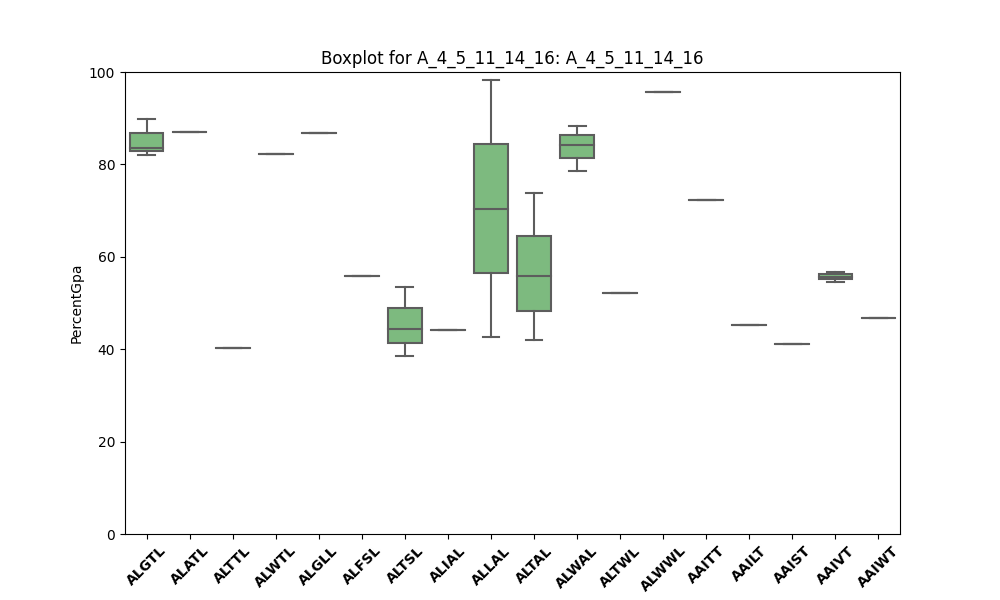 Boxplot for A_4_5_11_14_16: A_4_5_11_14_16
PercentGpa
100
80
60
40
20
0
ALGTL
ALATL
ALTTL
ALWTL
ALGLL
ALFSL
ALTSL
ALIAL
ALLAL
ALTAL
ALWAL
ALTWL
ALWWL
AAITT
AAILT
AAIST
AAIVT
AAIWT